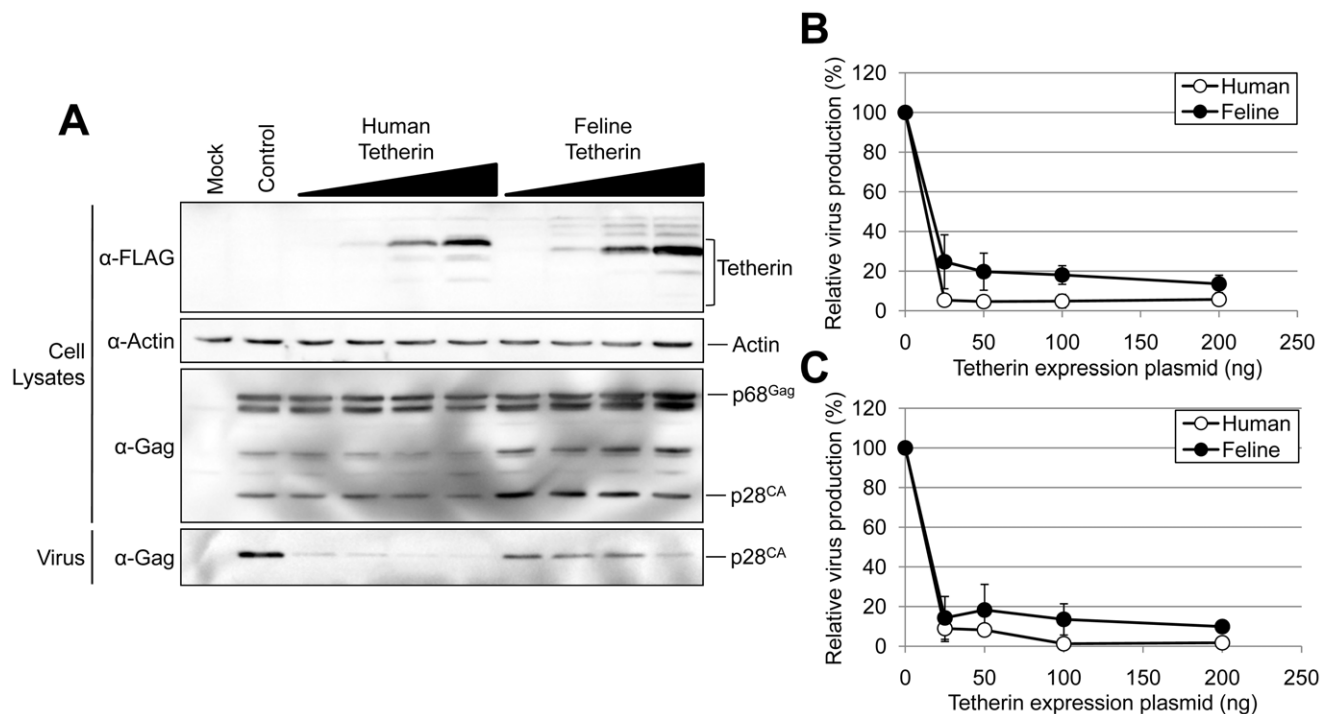 A
Mock
Control
Human
Tetherin
Feline
Tetherin
Cell
Lysates
α-FLAG
Tetherin
α-Actin
Actin
α-Gag
p68Gag
p28CA
Virus
α-Gag
p28CA
B
Relative virus production (%)
120
100
80
60
40
20
0
0 50 100 150 200 250
Tetherin expression plasmid (ng)
Human
Feline
C
Relative virus production (%)
120
100
80
60
40
20
0
0 50 100 150 200 250
Tetherin expression plasmid (ng)
Human
Feline